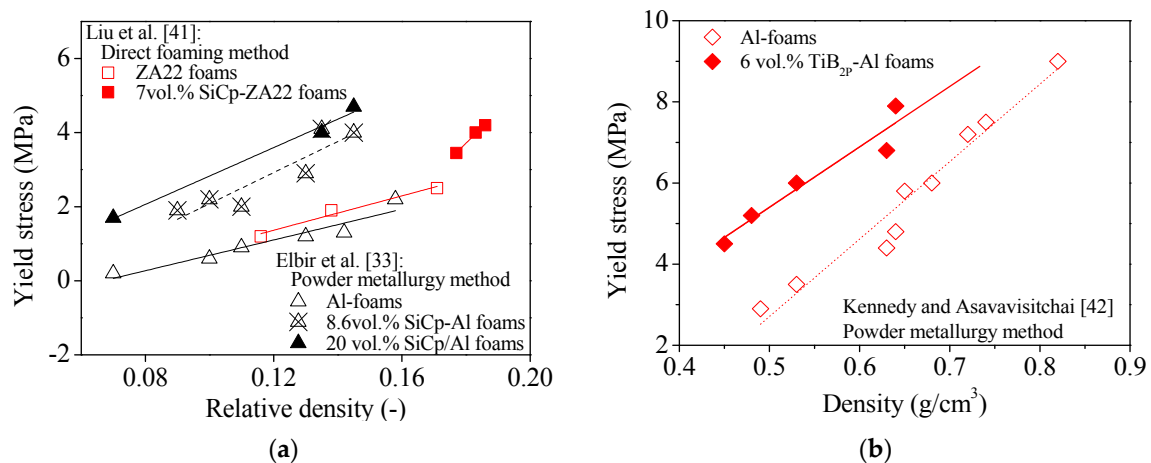 Liu et al. [41]:
Direct foaming method
ZA22 foams
7vol.% SiCp-ZA22 foams
6
4
2
0
-2
Yield stress (MPa)
Elbir et al. [33]:
Powder metallurgy method
Al-foams
8.6vol.% SiCp-Al foams
20 vol.% SiCp/Al foams
0.08 0.12 0.16 0.20
Relative density (-)
(a)
10
8
6
4
2
Yield stress (MPa)
Al-foams
6 vol.% TiB2P-Al foams
Kennedy and Asavavisitchai [42]
Powder metallurgy method
0.4 0.5 0.6 0.7 0.8 0.9
Density (g/cm³)
(b)